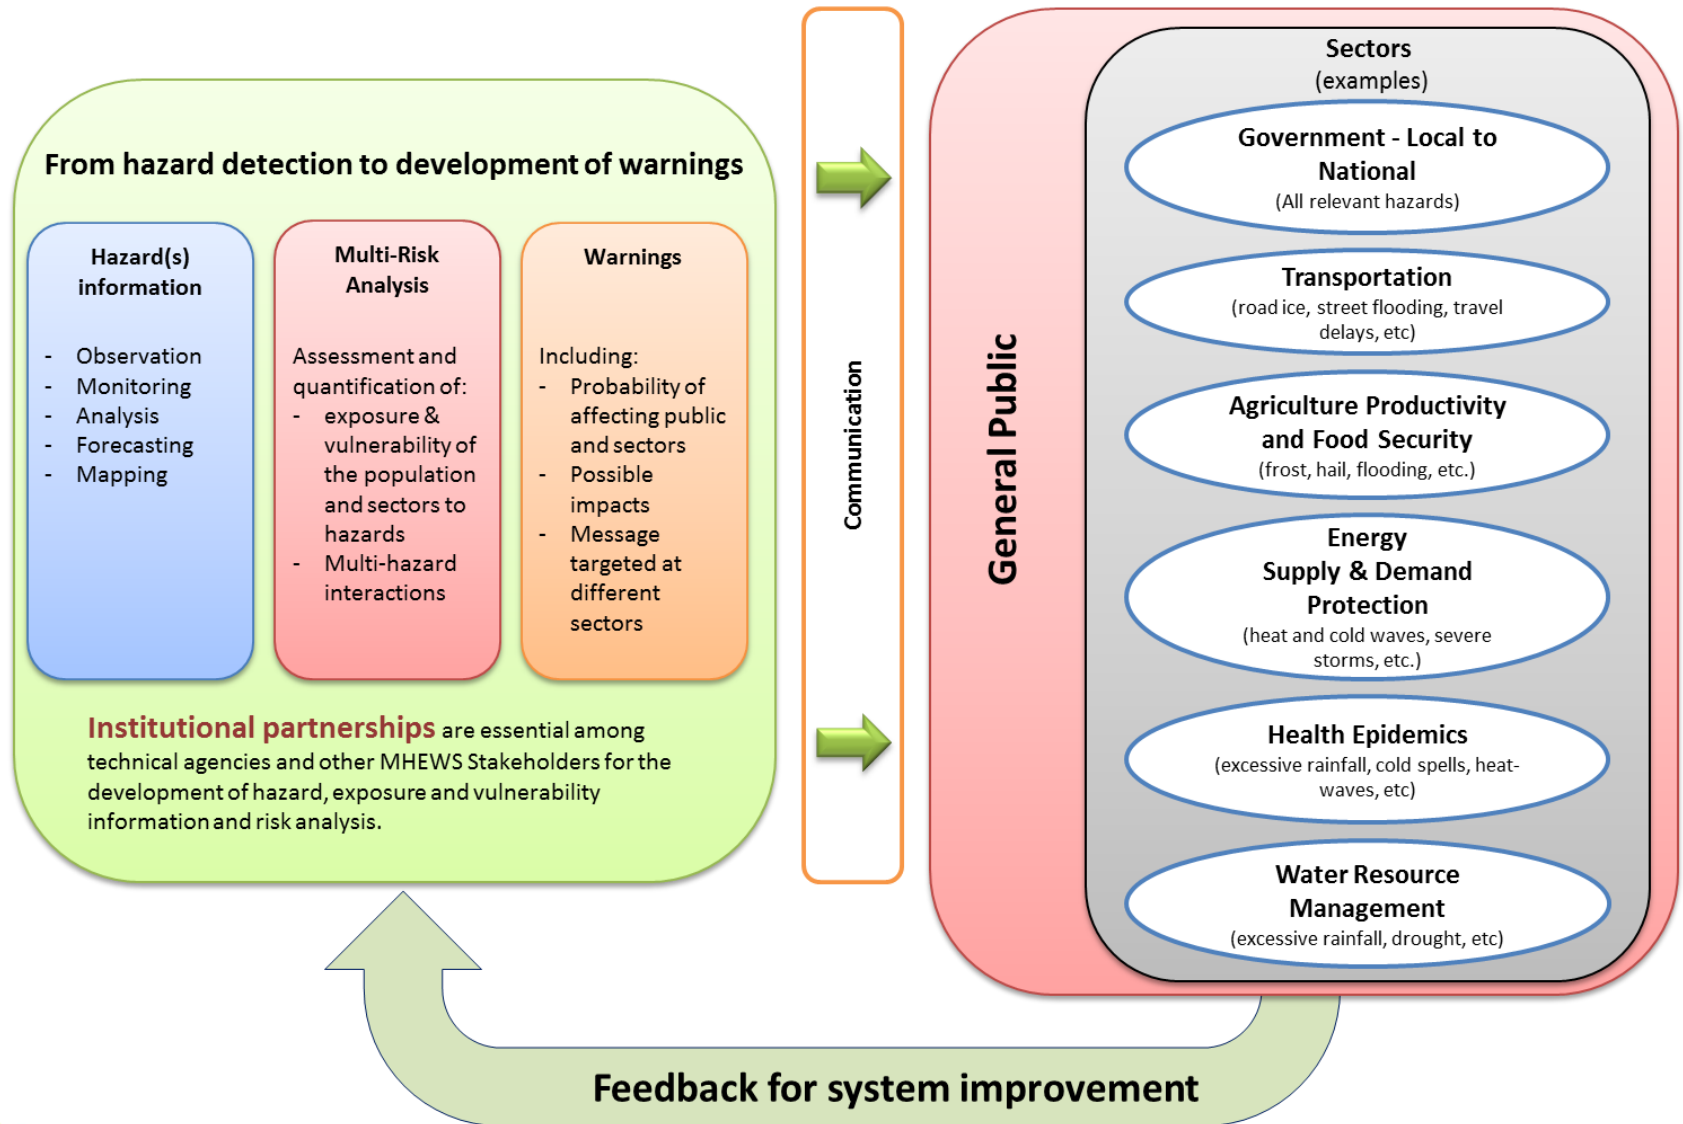 From hazard detection to development of warnings
Hazard(s)
information
- Observation
- Monitoring
- Analysis
- Forecasting
- Mapping
Multi-Risk
Analysis
Assessment and
quantification of:
- exposure &
vulnerability of
the population
and sectors to
hazards
- Multi-hazard
interactions
Warnings
Including:
- Probability of
affecting public
and sectors
- Possible
impacts
- Message
targeted at
different
sectors
Institutional partnerships are essential among
technical agencies and other MHEWS Stakeholders for the
development of hazard, exposure and vulnerability
information and risk analysis.
Communication
General Public
Sectors
(examples)
Government - Local to
National
(All relevant hazards)
Transportation
(road ice, street flooding, travel
delays, etc)
Agriculture Productivity
and Food Security
(frost, hail, flooding, etc.)
Energy
Supply & Demand
Protection
(heat and cold waves, severe
storms, etc.)
Health Epidemics
(excessive rainfall, cold spells, heat-
waves, etc)
Water Resource
Management
(excessive rainfall, drought, etc)
Feedback for system improvement